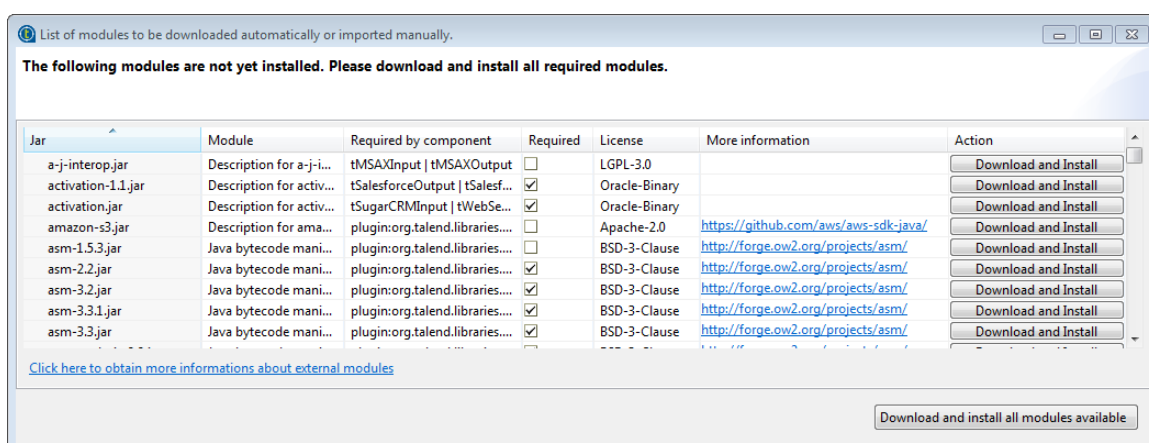 List of modules to be downloaded automatically or imported manually.
The following modules are not yet installed. Please download and install all required modules.
Jar Module Required by component Required License More information Action
a-j-interop.jar Description for a-j-i... tMSAXInput | tMSAXOutput LGPL-3.0 Download and Install
activation-1.1.jar Description for activ... tSalesforceOutput | tSalesf... Oracle-Binary Download and Install
activation.jar Description for activ... tSugarCRMInput | tWebSe... Oracle-Binary Download and Install
amazon-s3.jar Description for ama... plugin:org.talend.libraries.... Apache-2.0 https://github.com/aws/aws-sdk-java/ Download and Install
asm-1.5.3.jar Java bytecode mani... plugin:org.talend.libraries.... BSD-3-Clause http://forge.ow2.org/projects/asm/ Download and Install
asm-2.2.jar Java bytecode mani... plugin:org.talend.libraries.... BSD-3-Clause http://forge.ow2.org/projects/asm/ Download and Install
asm-3.2.jar Java bytecode mani... plugin:org.talend.libraries.... BSD-3-Clause http://forge.ow2.org/projects/asm/ Download and Install
asm-3.3.1.jar Java bytecode mani... plugin:org.talend.libraries.... BSD-3-Clause http://forge.ow2.org/projects/asm/ Download and Install
asm-3.3.jar Java bytecode mani... plugin:org.talend.libraries.... BSD-3-Clause http://forge.ow2.org/projects/asm/ Download and Install
Click here to obtain more informations about external modules
Download and install all modules available